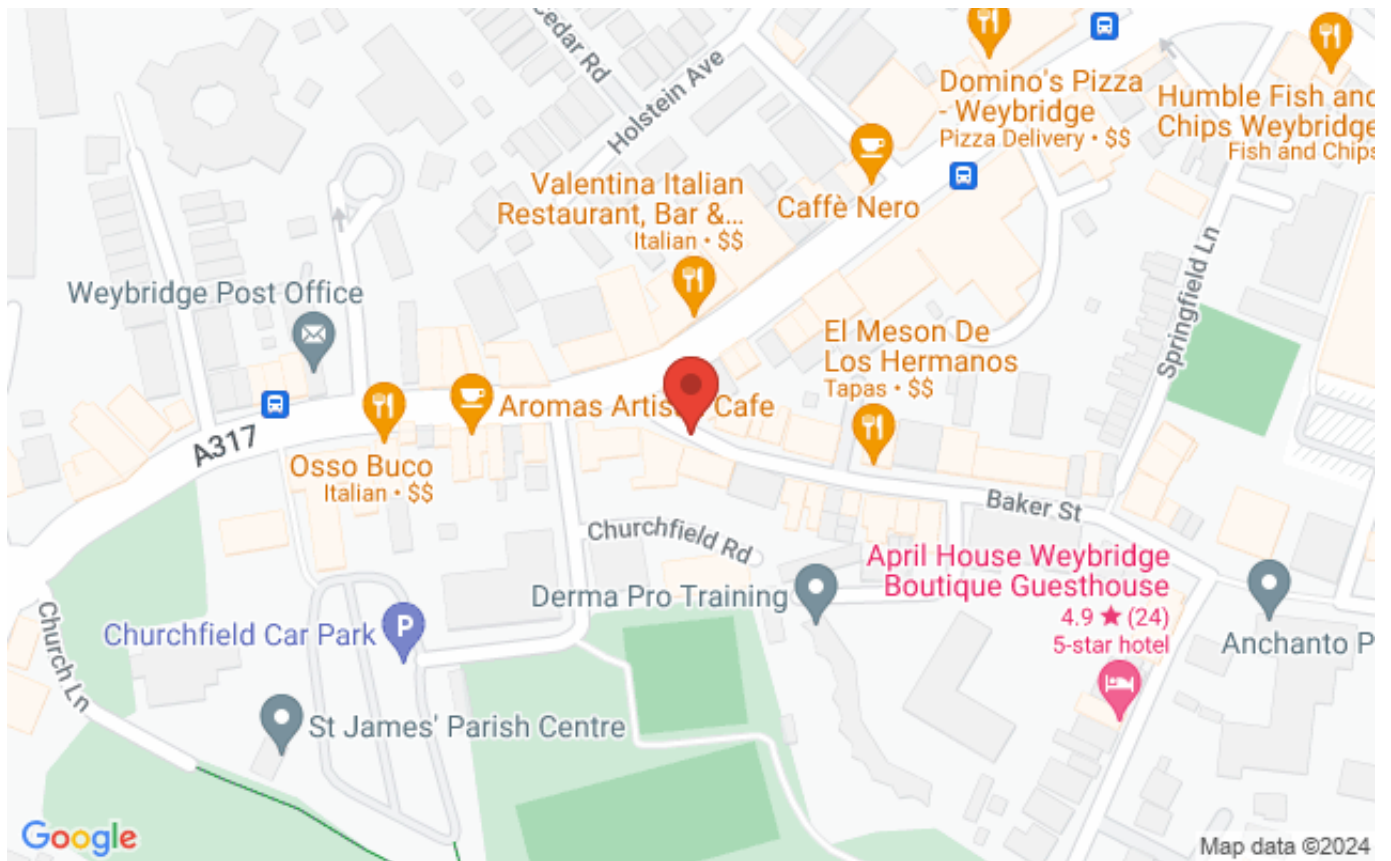 Cedar Rd
Holstein Ave
Domino's Pizza
- Weybridge
Pizza Delivery • $$
Humble Fish and
Chips Weybridge
Fish and Chips
Valentina Italian
Restaurant, Bar &...
Italian • $$
Caffè Nero
Springfield Ln
Weybridge Post Office
El Meson De
Los Hermanos
Tapas • $$
Aromas Cafe
A317
Osso Buco
Italian • $$
Baker St
Churchfield Rd
April House Weybridge
Boutique Guesthouse
4.9 ★ (24)
5-star hotel
Derma Pro Training
Churchfield Car Park
P
Anchanto P
Church Ln
St James' Parish Centre
Google
Map data ©2024